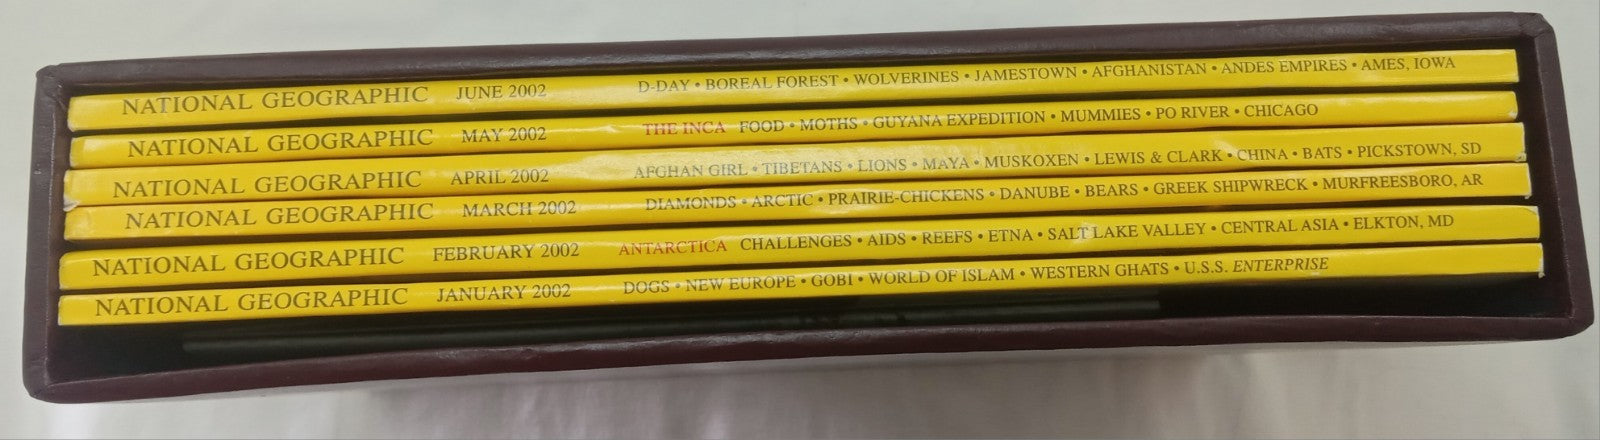 NATIONAL GEOGRAPHIC JUNE 2002 D-DAY • BOREAL FOREST • WOLVERINES • JAMESTOWN • AFGHANISTAN • ANDES EMPIRES • AMES, IOWA
NATIONAL GEOGRAPHIC MAY 2002 THE INCA FOOD • MOTHS • GUYANA EXPEDITION • MUMMIES • PO RIVER • CHICAGO
NATIONAL GEOGRAPHIC APRIL 2002 AFGHAN GIRL • TIBETANS • LIONS • MAYA • MUSKOXEN • LEWIS & CLARK • CHINA • BATS • PICKSTOWN, SD
NATIONAL GEOGRAPHIC MARCH 2002 DIAMONDS • ARCTIC • PRAIRIE-CHICKENS • DANUBE • BEARS • GREEK SHIPWRECK • MURFREESBORO, AR
NATIONAL GEOGRAPHIC FEBRUARY 2002 ANTARCTICA CHALLENGES • AIDS • REEFS • ETNA • SALT LAKE VALLEY • CENTRAL ASIA • ELKTON, MD
NATIONAL GEOGRAPHIC JANUARY 2002 DOGS • NEW EUROPE • GOBI • WORLD OF ISLAM • WESTERN GHATS • U.S.S. ENTERPRISE